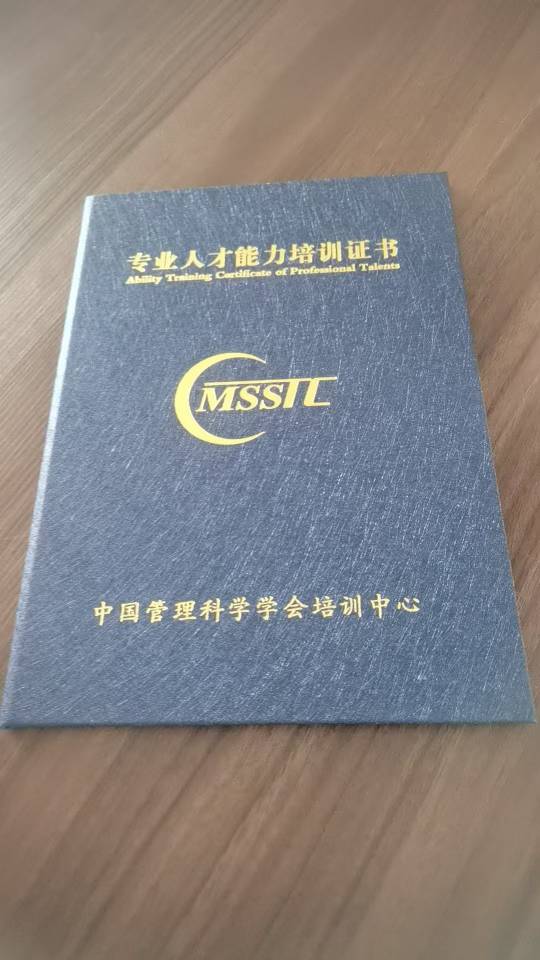 专业人才能力培训证书
Ability Training Certificate of Professional Talents
CMSSTC
中国管理科学学会培训中心